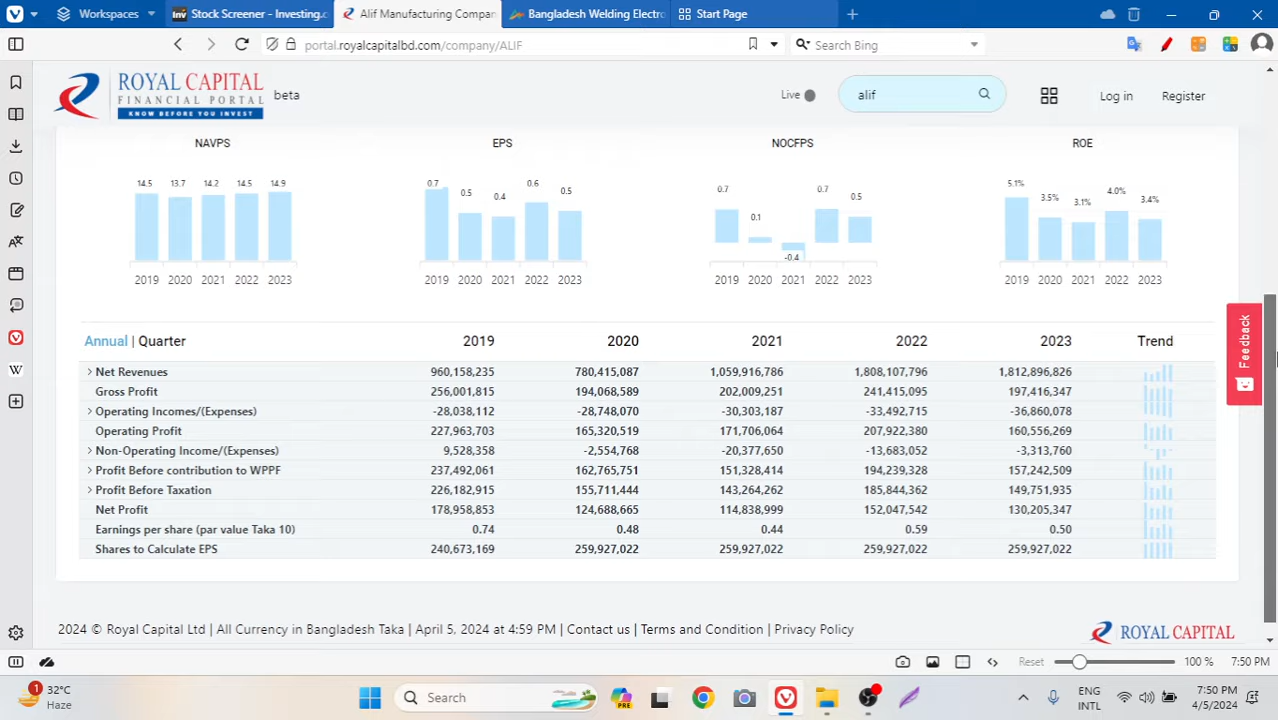 Workspaces
Stock Screener - Investing.c
Alif Manufacturing Compan
Bangladesh Welding Electro
Start Page
portal.royalcapitalbd.com/company/ALIF
Search Bing
ROYAL CAPITAL
FINANCIAL PORTAL
KNOW BEFORE YOU INVEST
beta
Live
alif
Log in
Register
NAVPS
EPS
NOCFPS
ROE
14.5 13.7 14.2 14.5 14.9
0.7 0.5 0.4 0.6 0.5
0.7 0.1 -0.4 0.7 0.5
5.1% 3.5% 3.1% 4.0% 3.4%
2019 2020 2021 2022 2023
2019 2020 2021 2022 2023
2019 2020 2021 2022 2023
2019 2020 2021 2022 2023
Feedback
Annual | Quarter 2019 2020 2021 2022 2023 Trend
Net Revenues 960,158,235 780,415,087 1,059,916,786 1,808,107,796 1,812,896,826
Gross Profit 256,001,815 194,068,589 202,009,251 241,415,095 197,416,347
Operating Incomes/(Expenses) -28,038,112 -28,748,070 -30,303,187 -33,492,715 -36,860,078
Operating Profit 227,963,703 165,320,519 171,706,064 207,922,380 160,556,269
Non-Operating Income/(Expenses) 9,528,358 -2,554,768 -20,377,650 -13,683,052 -3,313,760
Profit Before contribution to WPPF 237,492,061 162,765,751 151,328,414 194,239,328 157,242,509
Profit Before Taxation 226,182,915 155,711,444 143,264,262 185,844,362 149,751,935
Net Profit 178,958,853 124,688,665 114,838,999 152,047,542 130,205,347
Earnings per share (par value Taka 10) 0.74 0.48 0.44 0.59 0.50
Shares to Calculate EPS 240,673,169 259,927,022 259,927,022 259,927,022 259,927,022
2024 © Royal Capital Ltd | All Currency in Bangladesh Taka | April 5, 2024 at 4:59 PM | Contact us | Terms and Condition | Privacy Policy
ROYAL CAPITAL
Reset
100 %
7:50 PM
1
32°C
Haze
Search
PRE
ENG
INTL
7:50 PM
4/5/2024